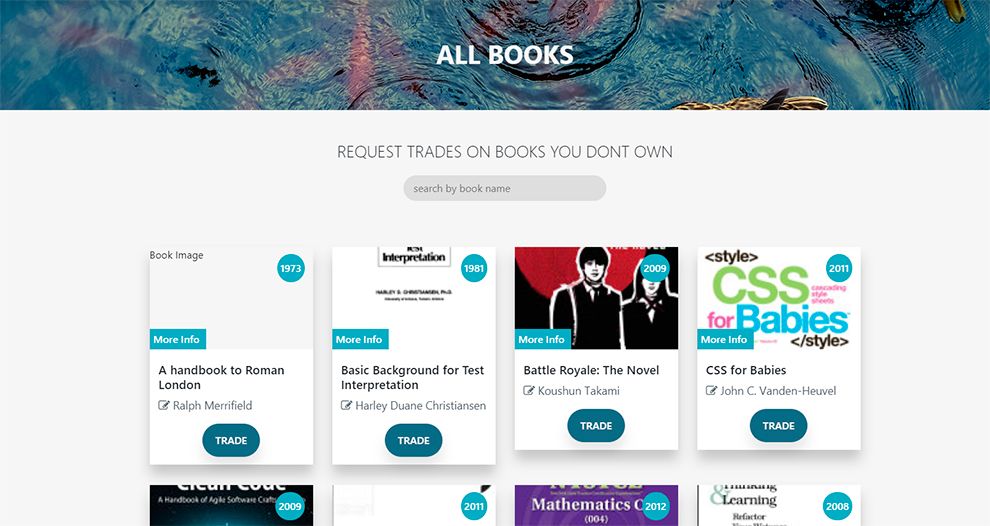 ALL BOOKS
REQUEST TRADES ON BOOKS YOU DONT OWN
search by book name
Book Image
1973
More Info
A handbook to Roman
London
Ralph Merrifield
TRADE
Test
Interpretation
HARLEY D. CHRISTIANSEN, PH.D.
1981
More Info
Basic Background for Test
Interpretation
Harley Duane Christiansen
TRADE
THE NOVEL
2009
More Info
Battle Royale: The Novel
Koushun Takami
TRADE
<style>
CSS
cascading
style
sheets
for Babies
</style>
2011
More Info
CSS for Babies
John C. Vanden-Heuvel
TRADE
Clean Code
A Handbook of Agile Software Crafts
2009
2011
Mathematics C
(004)
2012
Thinking
& Learning
Refactor
2008